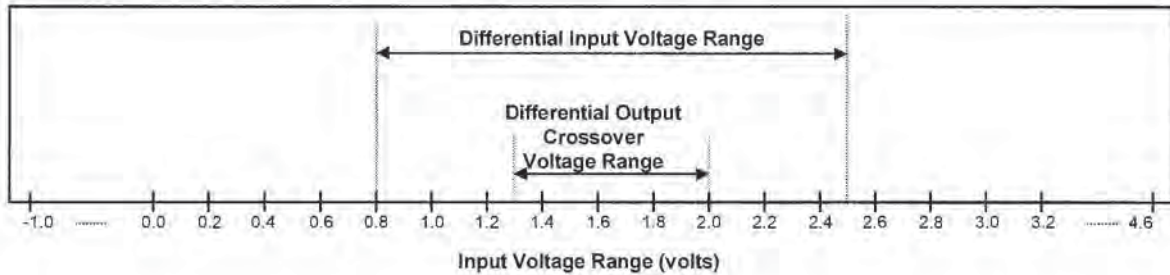 Differential Input Voltage Range
Differential Output
Crossover
Voltage Range
-1.0 ........ 0.0 0.2 0.4 0.6 0.8 1.0 1.2 1.4 1.6 1.8 2.0 2.2 2.4 2.6 2.8 3.0 3.2 ........ 4.6
Input Voltage Range (volts)